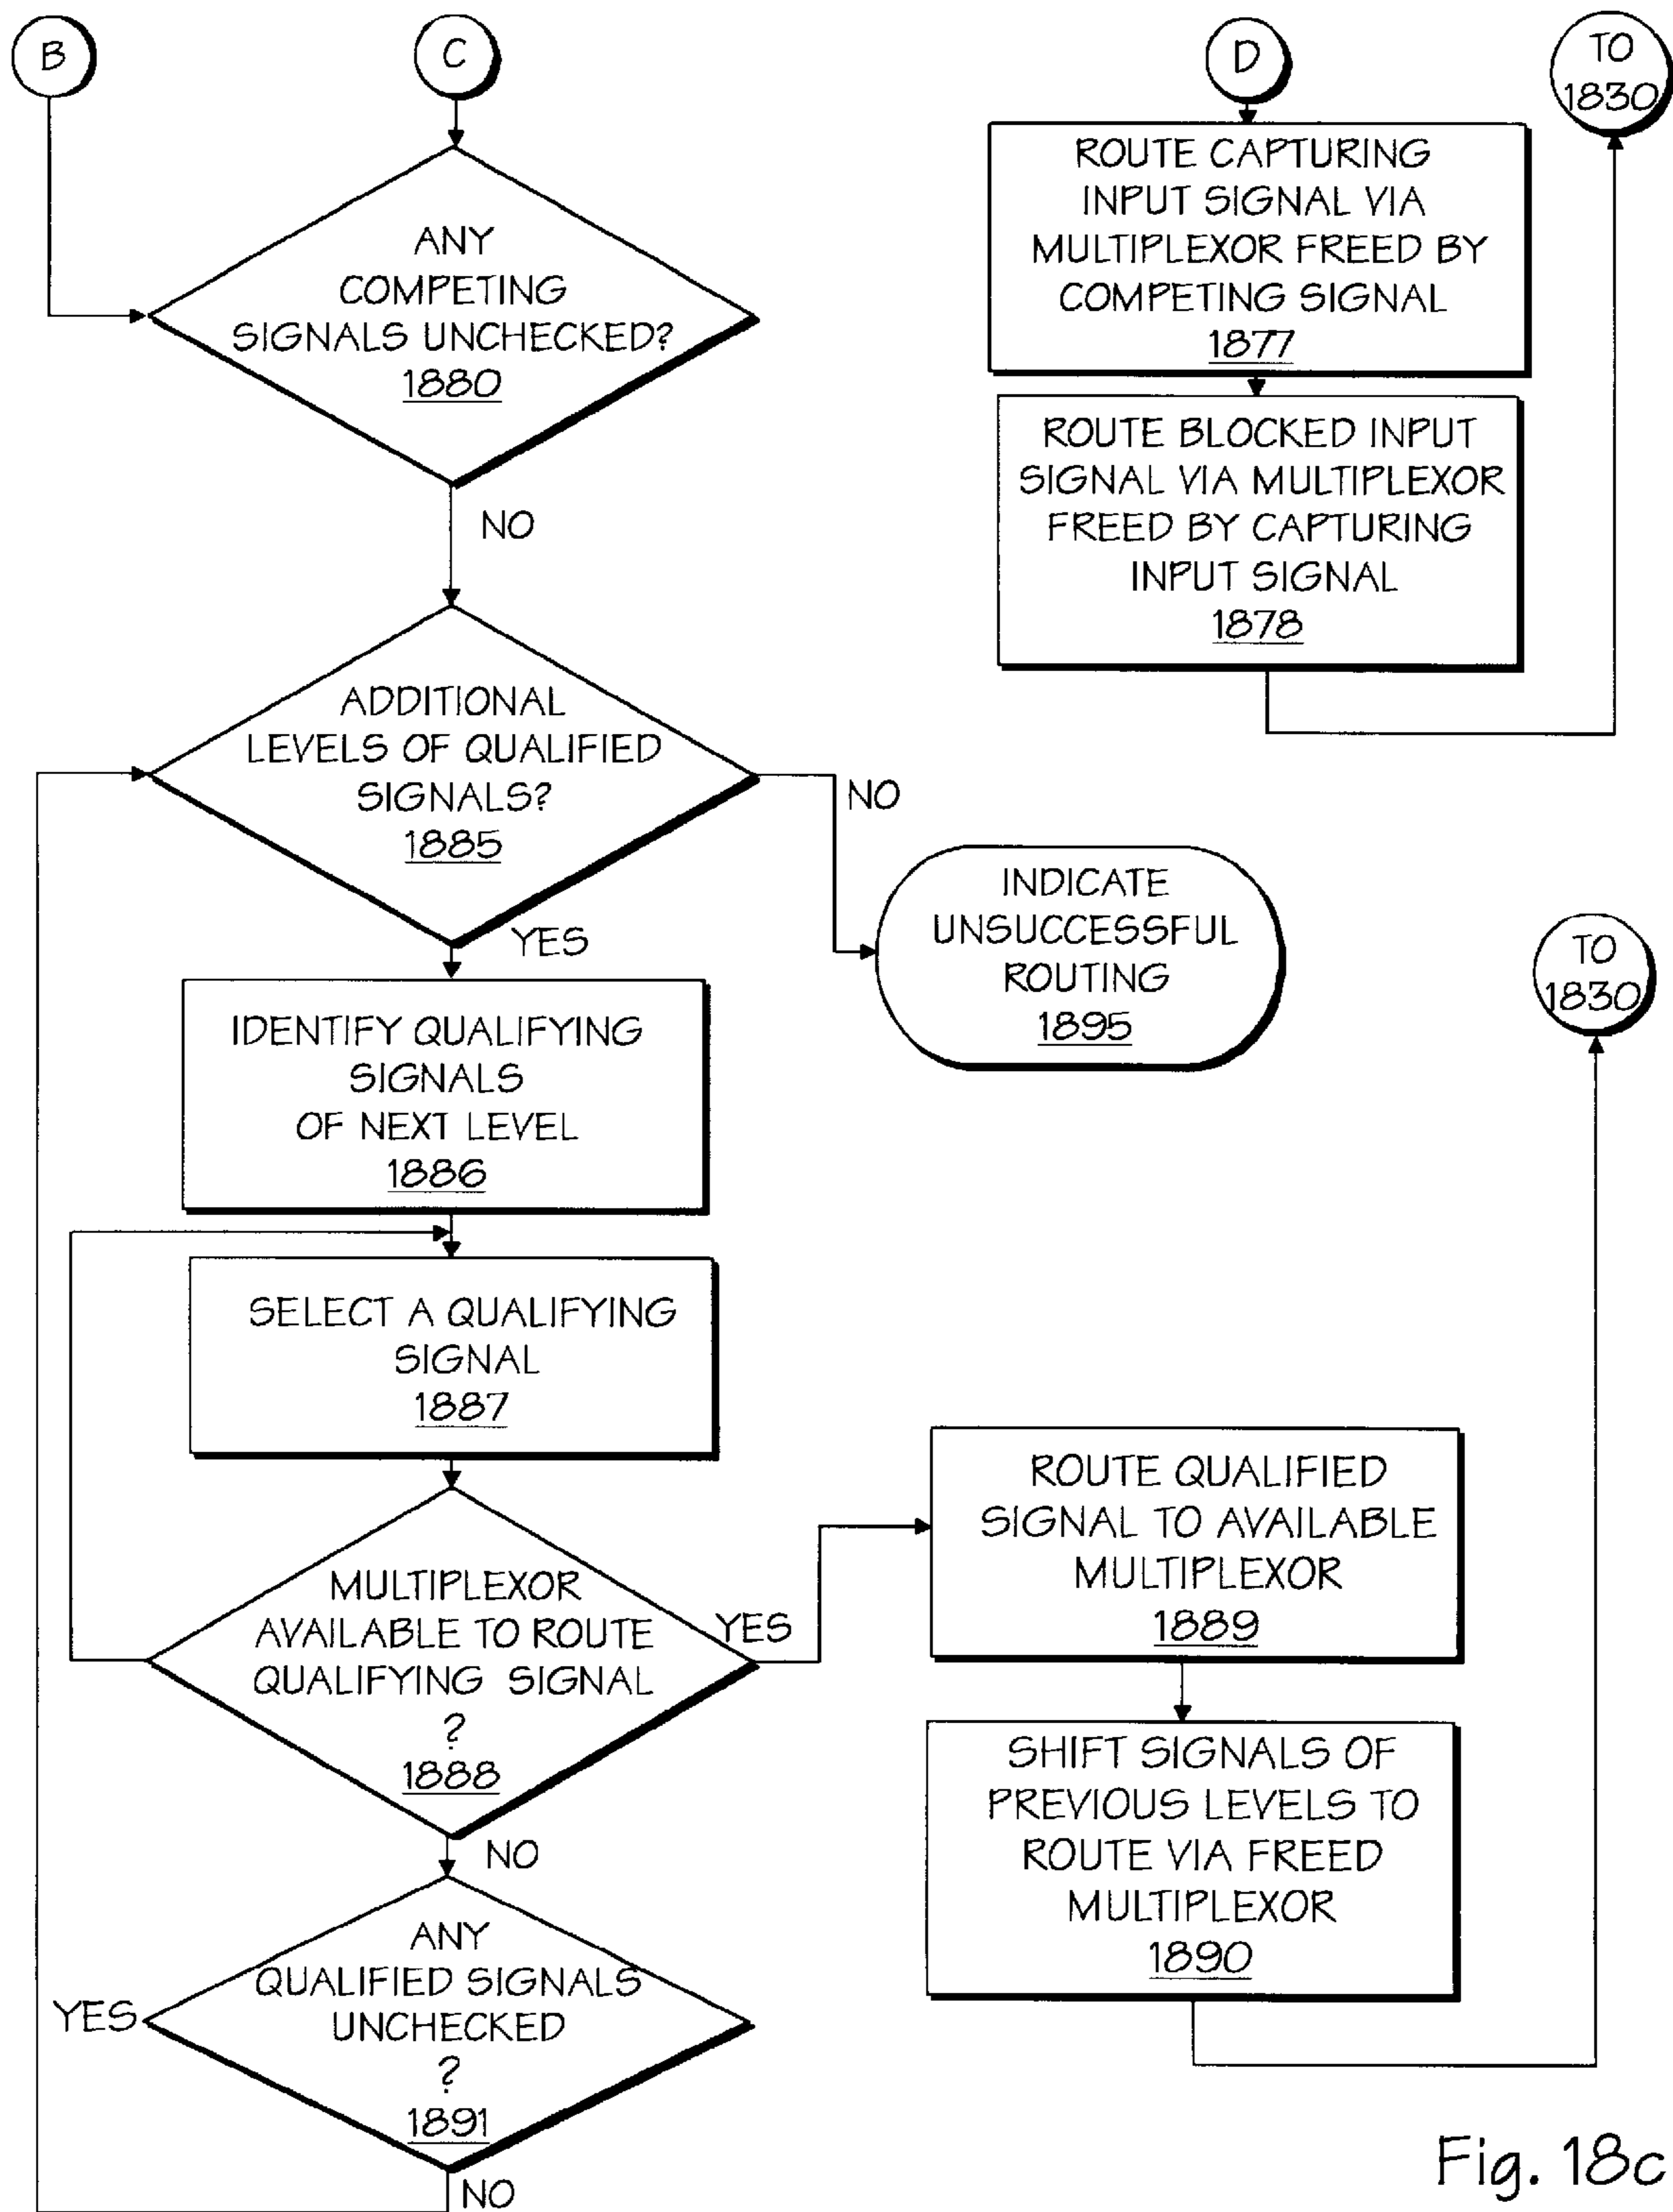 B
C
D
TO
1830
ANY
COMPETING
SIGNALS UNCHECKED?
1880
NO
ROUTE CAPTURING
INPUT SIGNAL VIA
MULTIPLEXOR FREED BY
COMPETING SIGNAL
1877
ROUTE BLOCKED INPUT
SIGNAL VIA MULTIPLEXOR
FREED BY CAPTURING
INPUT SIGNAL
1878
ADDITIONAL
LEVELS OF QUALIFIED
SIGNALS?
1885
NO
YES
INDICATE
UNSUCCESSFUL
ROUTING
1895
TO
1830
IDENTIFY QUALIFYING
SIGNALS
OF NEXT LEVEL
1886
SELECT A QUALIFYING
SIGNAL
1887
MULTIPLEXOR
AVAILABLE TO ROUTE
QUALIFYING SIGNAL
?
1888
YES
NO
ROUTE QUALIFIED
SIGNAL TO AVAILABLE
MULTIPLEXOR
1889
SHIFT SIGNALS OF
PREVIOUS LEVELS TO
ROUTE VIA FREED
MULTIPLEXOR
1890
ANY
QUALIFIED SIGNALS
UNCHECKED
?
1891
YES
NO
Fig. 18c